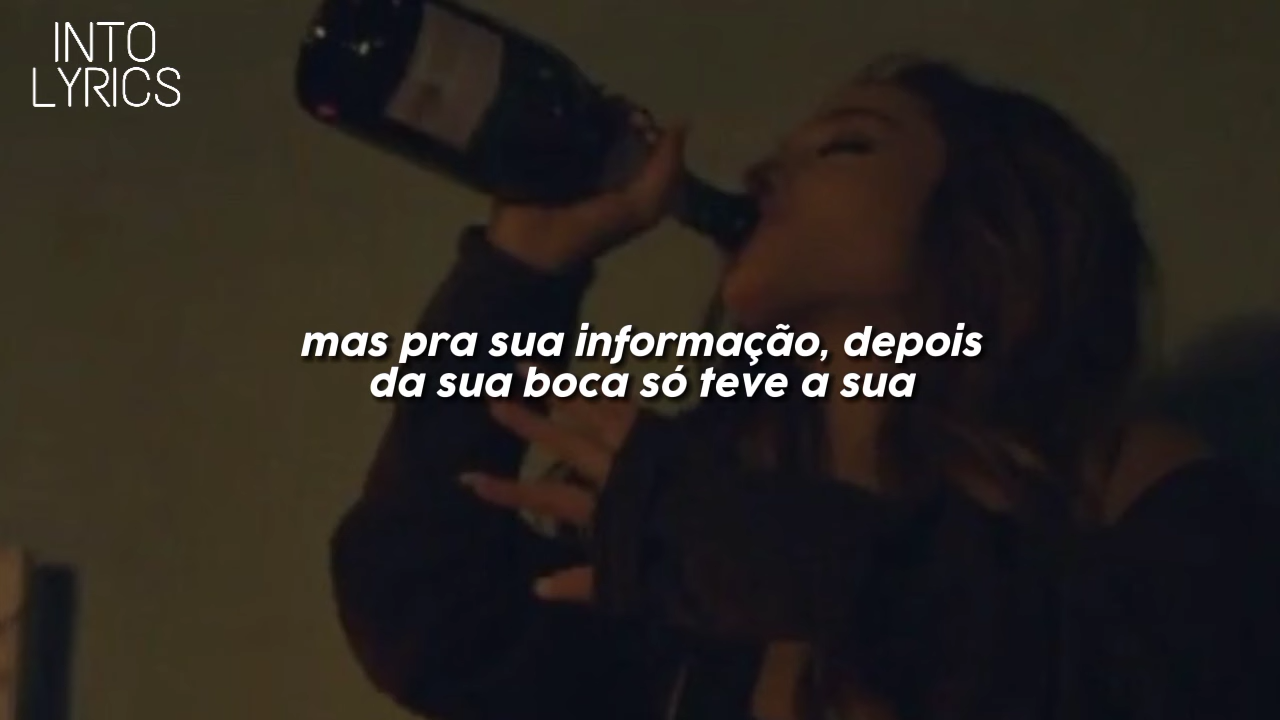 INTO
LYRICS
mas pra sua informação, depois
da sua boca só teve a sua